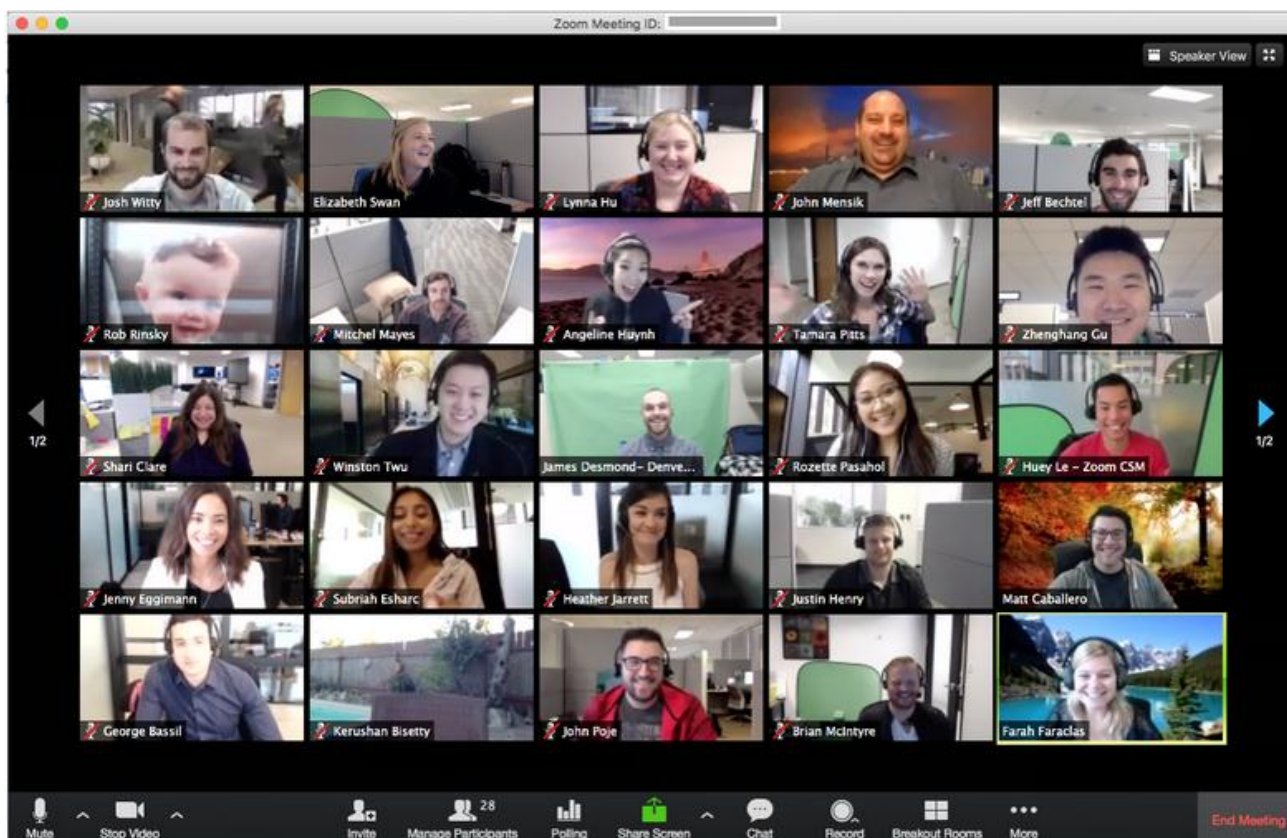 Zoom Meeting ID:
Speaker View
Josh Witty
Elizabeth Swan
Lynna Hu
John Mensik
Jeff Bechtel
Rob Rinsky
Mitchel Mayes
Angeline Huynh
Tamara Pitts
Zhenghang Gu
1/2
1/2
Shari Clare
Winston Twu
James Desmond- Denve...
Rozette Pasahol
Huey Le - Zoom CSM
Jenny Eggimann
Subriah Esharc
Heather Jarrett
Justin Henry
Matt Caballero
George Bassil
Kerushan Bisetty
John Poje
Brian McIntyre
Farah Faraclas
28
Mute
Stop Video
Invite
Manage Participants
Polling
Share Screen
Chat
Record
Breakout Rooms
More
End Meeting